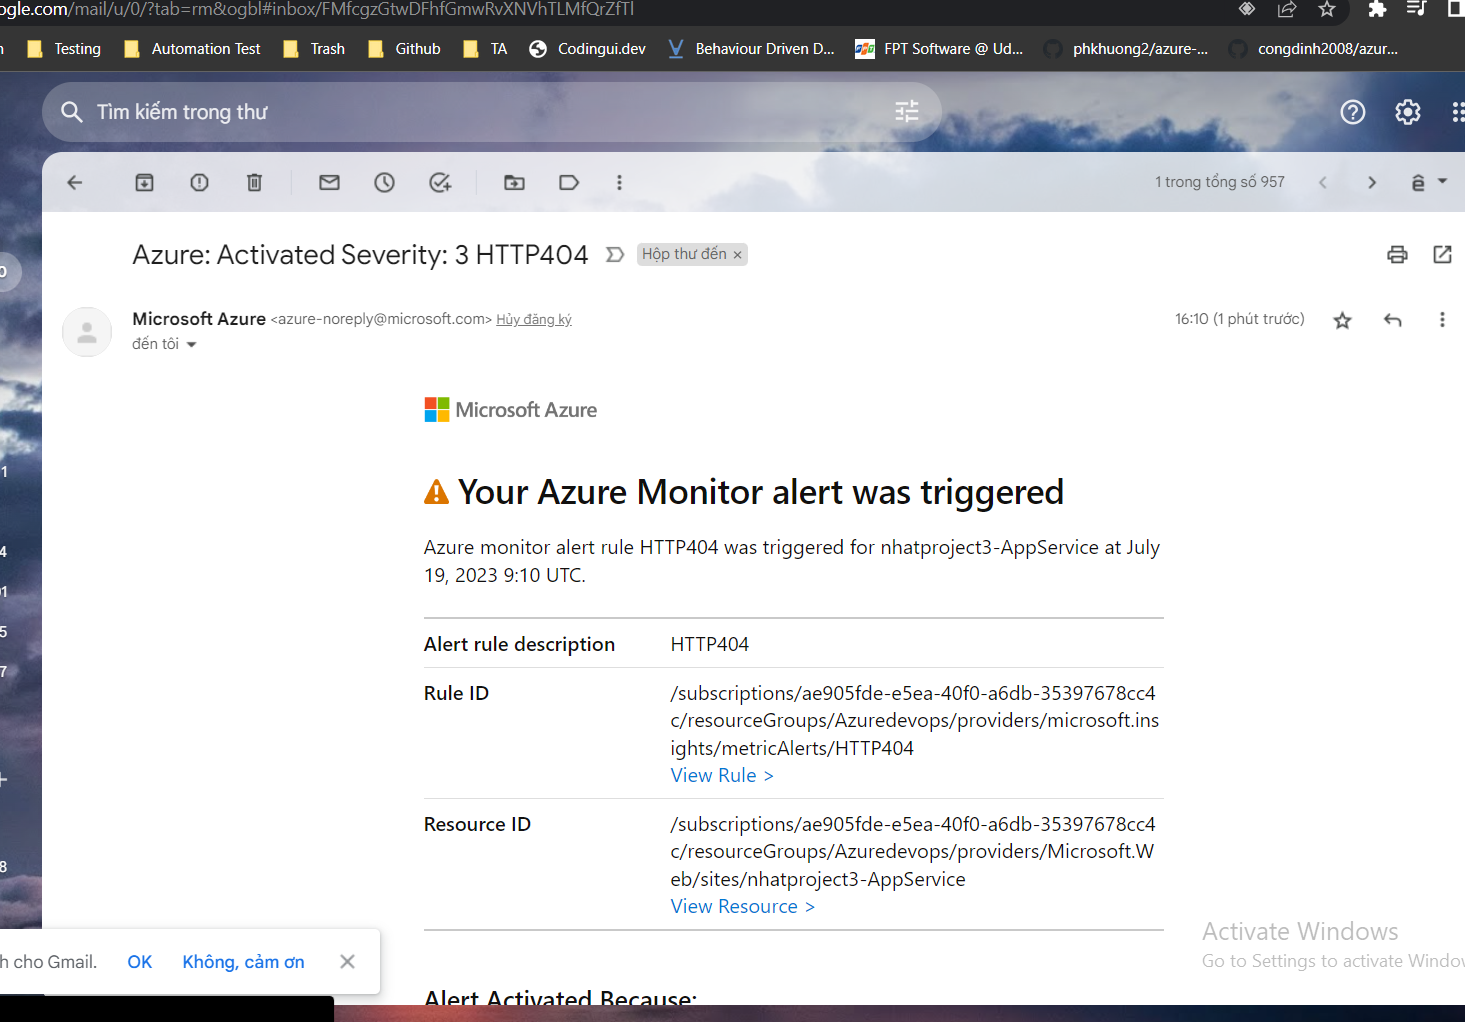 ogle.com/mail/u/0/?tab=rm&ogbl#inbox/FMfcgzGtwDFhfGmwRvXNVhTLMfQrZfTl
Testing Automation Test Trash Github TA Codingui.dev Behaviour Driven D... FPT Software @ Ud... phkhuong2/azure-... congdinh2008/azur...
Tìm kiếm trong thư
1 trong tổng số 957
Azure: Activated Severity: 3 HTTP404 Hộp thư đến ×
Microsoft Azure <azure-noreply@microsoft.com> Hủy đăng ký 16:10 (1 phút trước)
đến tôi
Microsoft Azure
Your Azure Monitor alert was triggered
Azure monitor alert rule HTTP404 was triggered for nhatproject3-AppService at July
19, 2023 9:10 UTC.
Alert rule description HTTP404
Rule ID /subscriptions/ae905fde-e5ea-40f0-a6db-35397678cc4
c/resourceGroups/Azuredevops/providers/microsoft.ins
ights/metricAlerts/HTTP404
View Rule >
Resource ID /subscriptions/ae905fde-e5ea-40f0-a6db-35397678cc4
c/resourceGroups/Azuredevops/providers/Microsoft.W
eb/sites/nhatproject3-AppService
View Resource >
Activate Windows
Go to Settings to activate Window
h cho Gmail. OK Không, cảm ơn
Alert Activated Because: